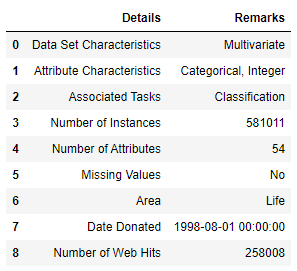 Details Remarks
0 Data Set Characteristics Multivariate
1 Attribute Characteristics Categorical, Integer
2 Associated Tasks Classification
3 Number of Instances 581011
4 Number of Attributes 54
5 Missing Values No
6 Area Life
7 Date Donated 1998-08-01 00:00:00
8 Number of Web Hits 258008